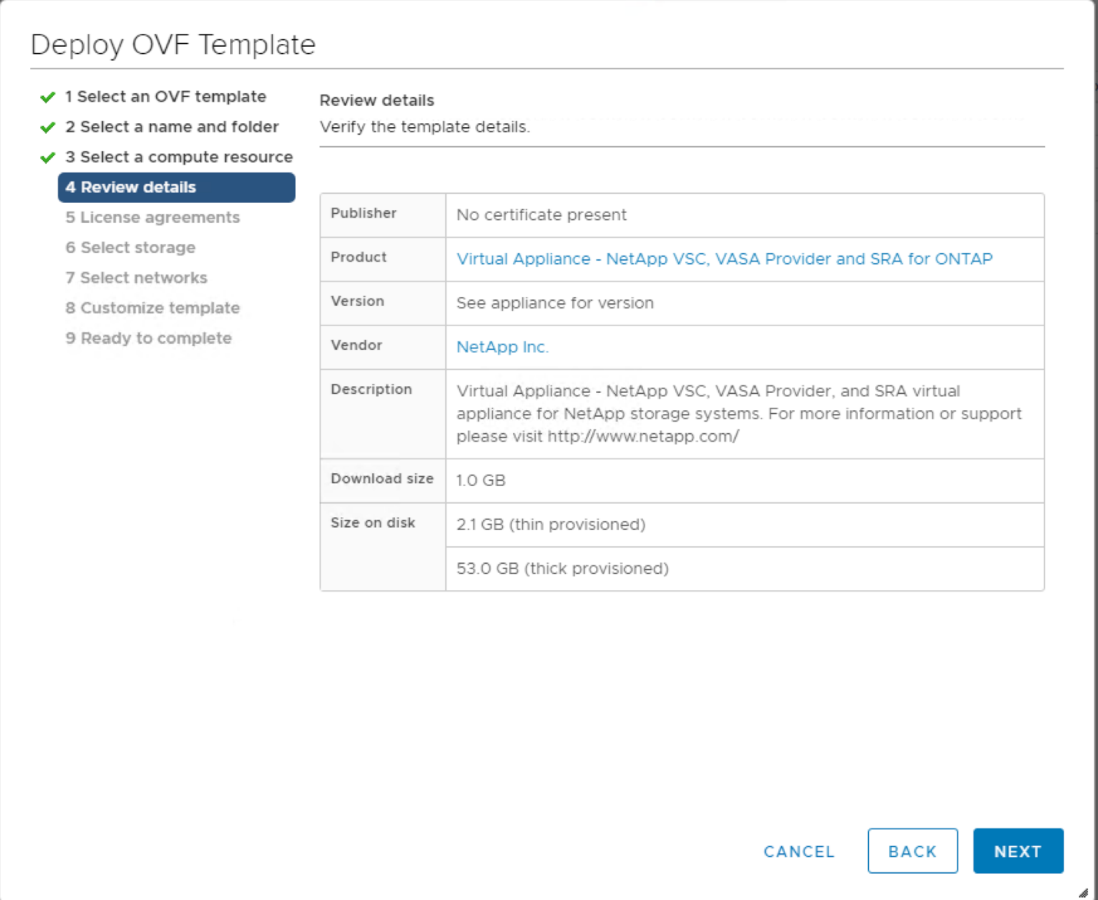 Deploy OVF Template
1 Select an OVF template
2 Select a name and folder
3 Select a compute resource
4 Review details
5 License agreements
6 Select storage
7 Select networks
8 Customize template
9 Ready to complete
Review details
Verify the template details.
Publisher No certificate present
Product Virtual Appliance - NetApp VSC, VASA Provider and SRA for ONTAP
Version See appliance for version
Vendor NetApp Inc.
Description Virtual Appliance - NetApp VSC, VASA Provider, and SRA virtual
appliance for NetApp storage systems. For more information or support
please visit http://www.netapp.com/
Download size 1.0 GB
Size on disk 2.1 GB (thin provisioned)
53.0 GB (thick provisioned)
CANCEL BACK NEXT